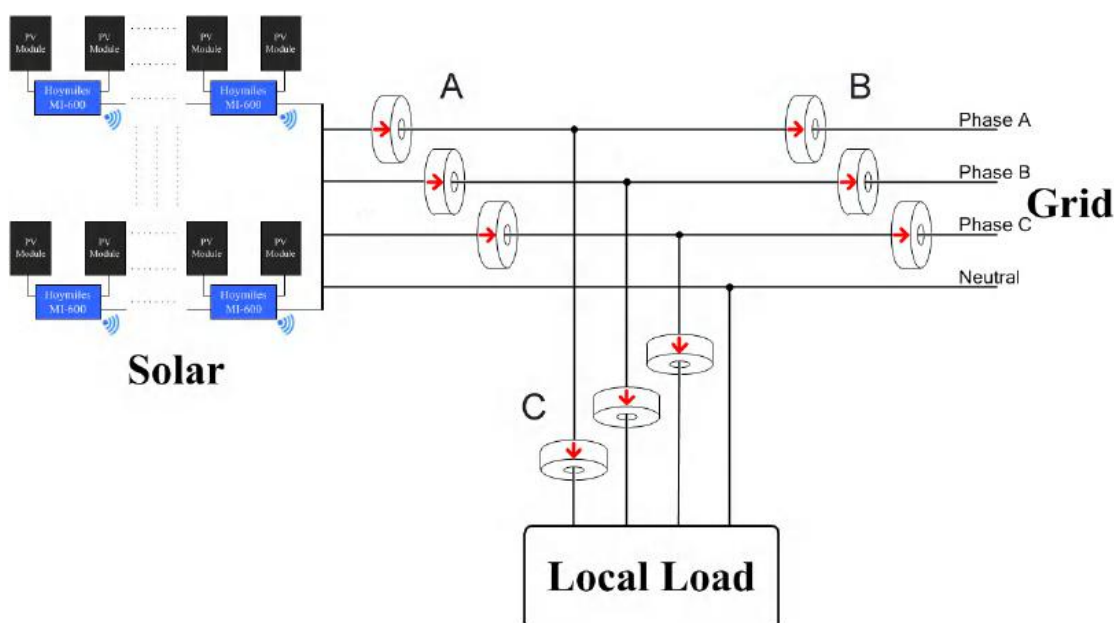 PV
Module
PV
Module
PV
Module
PV
Module
Hoymiles
MI-600
Hoymiles
MI-600
A
B
Phase A
Phase B
Grid
Phase C
Neutral
PV
Module
PV
Module
PV
Module
PV
Module
Hoymiles
MI-600
Hoymiles
MI-600
Solar
C
Local Load